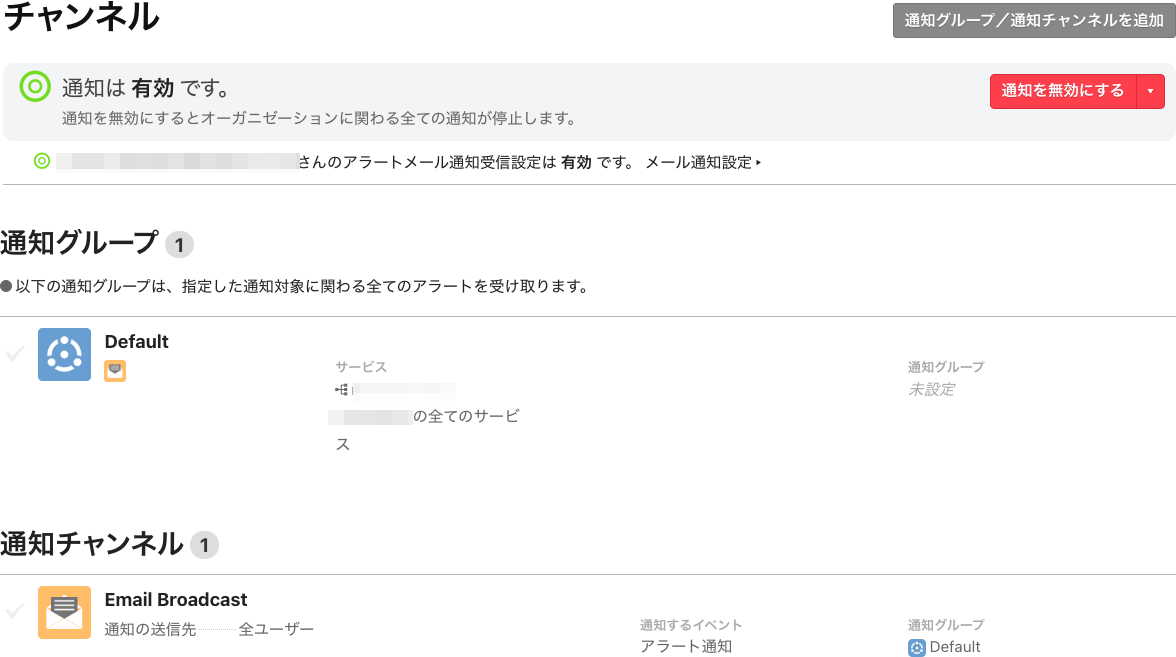 チャンネル
通知グループ／通知チャンネルを追加
通知は 有効 です。
通知を無効にする
通知を無効にするとオーガニゼーションに関わる全ての通知が停止します。
さんのアラートメール通知受信設定は 有効 です。 メール通知設定
通知グループ 1
以下の通知グループは、指定した通知対象に関わる全てのアラートを受け取ります。
Default
サービス
の全てのサービ
ス
通知グループ
未設定
通知チャンネル 1
Email Broadcast
通知の送信先 全ユーザー
通知するイベント
アラート通知
通知グループ
Default